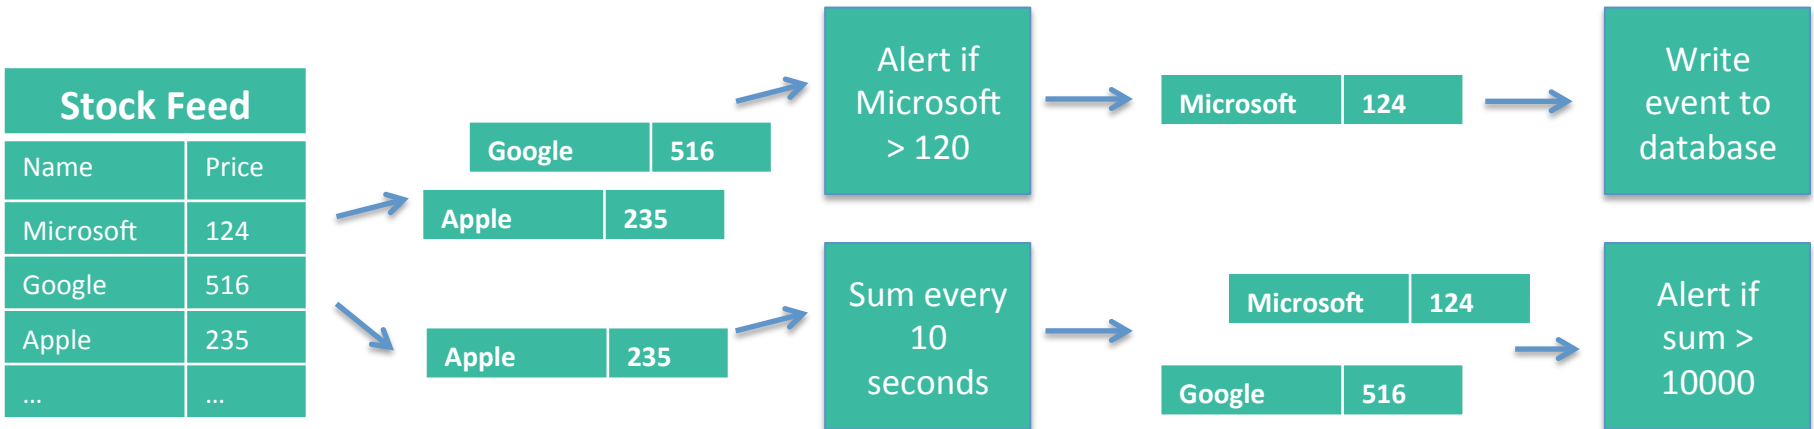 Stock Feed
Name Price
Microsoft 124
Google 516
Apple 235
... ...
Google 516
Apple 235
Apple 235
Alert if
Microsoft
> 120
Microsoft 124
Write
event to
database
Sum every
10
seconds
Microsoft 124
Google 516
Alert if
sum >
10000